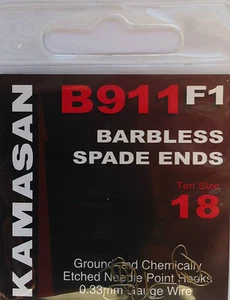 KAMASAN
B911 F1
BARBLESS
SPADE ENDS
Ten Size
18
Ground and Chemically
Etched Needle Point Hooks
0.33mm Gauge Wire